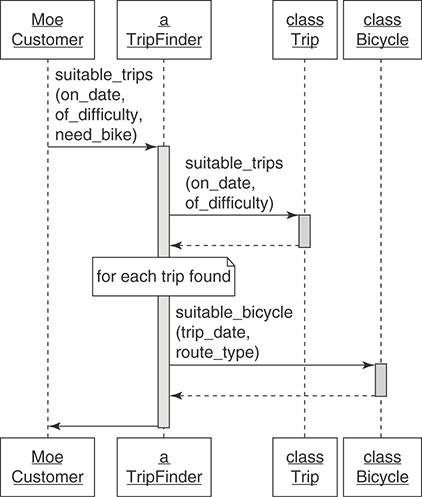 Moe
Customer
a
TripFinder
class
Trip
class
Bicycle
suitable_trips
(on_date,
of_difficulty,
need_bike)
suitable_trips
(on_date,
of_difficulty)
for each trip found
suitable_bicycle
(trip_date,
route_type)
Moe
Customer
a
TripFinder
class
Trip
class
Bicycle